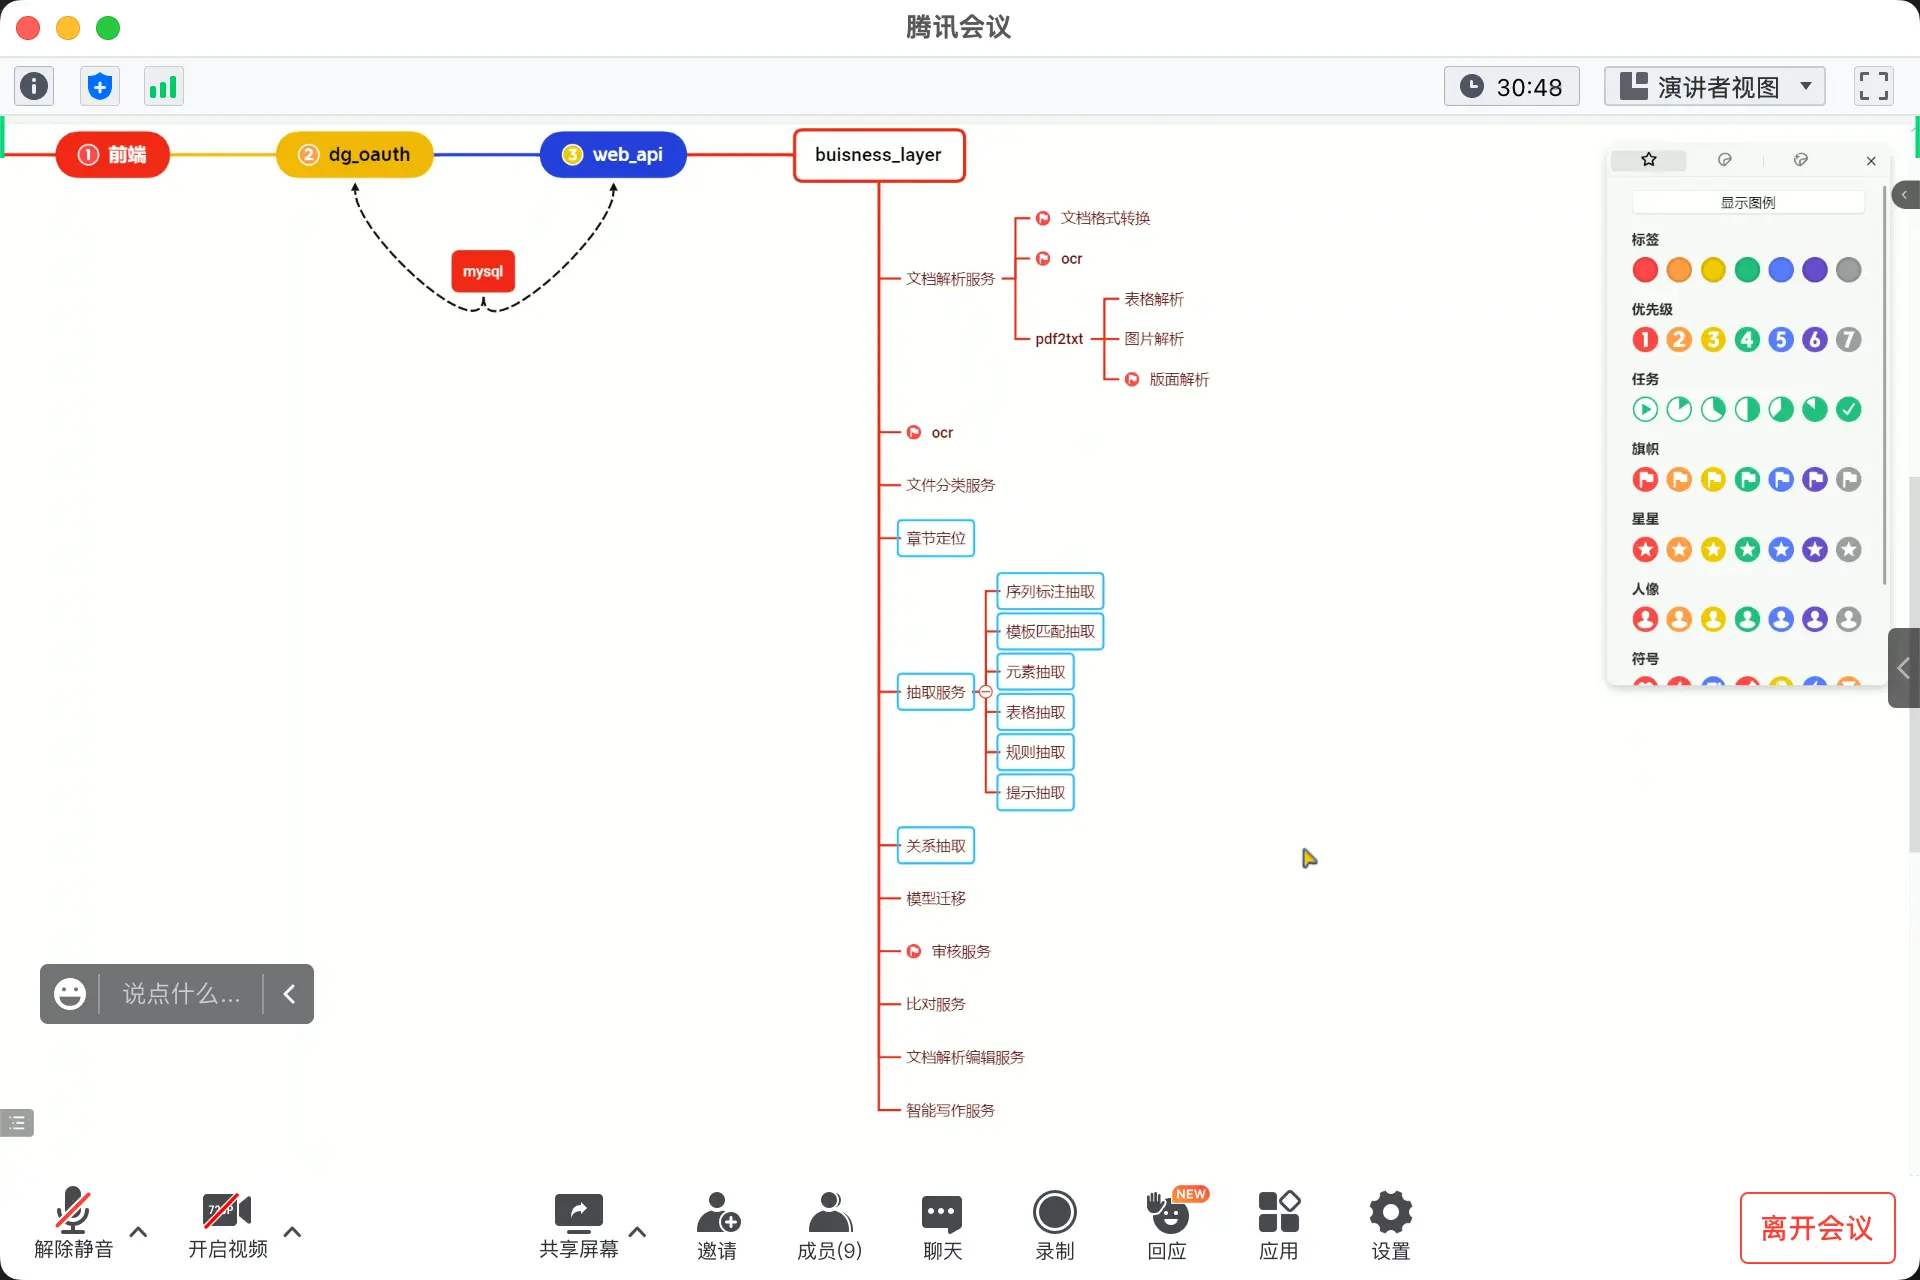 腾讯会议
30:48
演讲者视图
1 前端
2 dg_oauth
3 web_api
buisness_layer
mysql
文档解析服务
文档格式转换
ocr
pdf2txt
表格解析
图片解析
版面解析
ocr
文件分类服务
章节定位
抽取服务
序列标注抽取
模板匹配抽取
元素抽取
表格抽取
规则抽取
提示抽取
关系抽取
模型迁移
审核服务
比对服务
文档解析编辑服务
智能写作服务
显示图例
标签
优先级
1 2 3 4 5 6 7
任务
旗帜
星星
人像
符号
说点什么...
解除静音
720P
开启视频
共享屏幕
邀请
成员(9)
聊天
录制
NEW
回应
应用
设置
离开会议